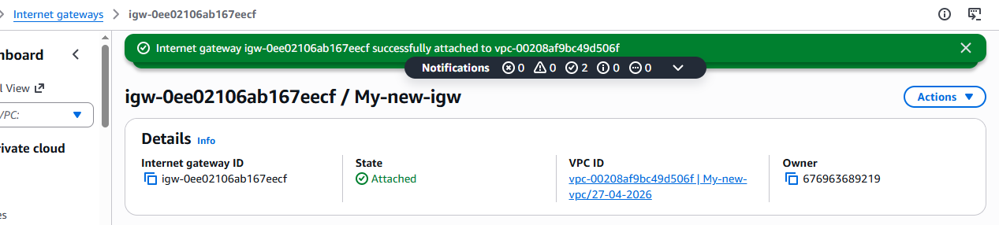 Internet gateways
igw-0ee02106ab167eecf
Internet gateway igw-0ee02106ab167eecf successfully attached to vpc-00208af9bc49d506f
Notifications 0 0 2 0 0
hboard
l View
/PC:
rivate cloud
es
igw-0ee02106ab167eecf / My-new-igw
Actions
Details Info
Internet gateway ID
igw-0ee02106ab167eecf
State
Attached
VPC ID
vpc-00208af9bc49d506f | My-new-
vpc/27-04-2026
Owner
676963689219